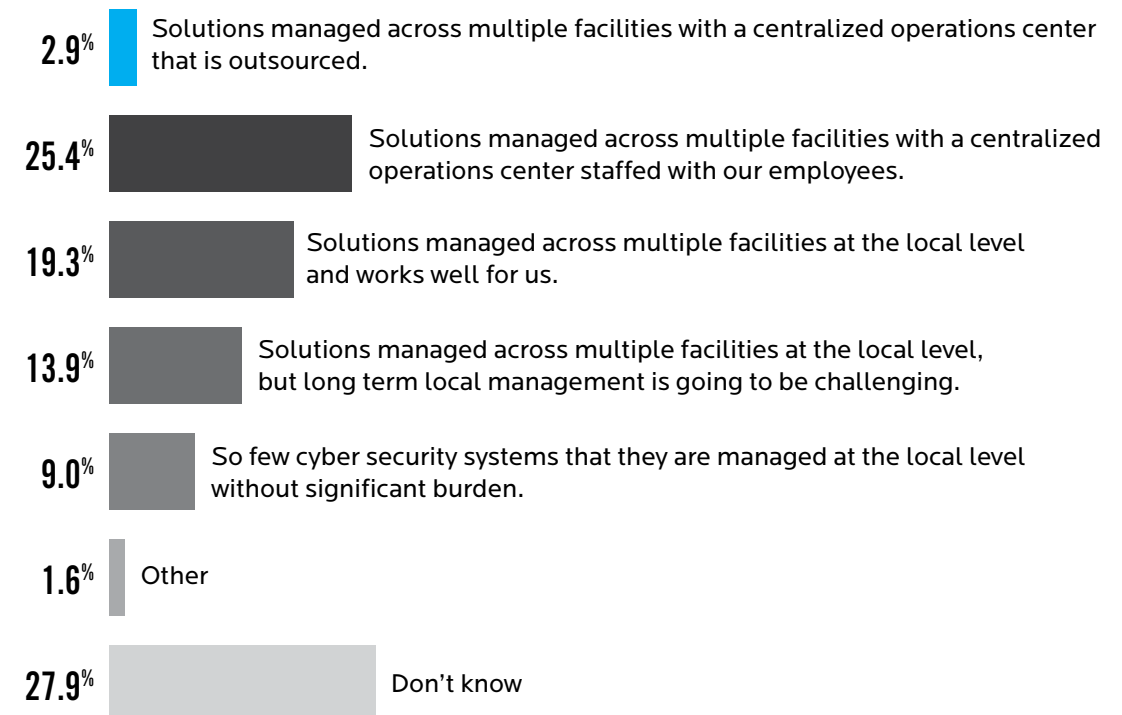 2.9%
Solutions managed across multiple facilities with a centralized operations center
that is outsourced.
25.4%
Solutions managed across multiple facilities with a centralized
operations center staffed with our employees.
19.3%
Solutions managed across multiple facilities at the local level
and works well for us.
13.9%
Solutions managed across multiple facilities at the local level,
but long term local management is going to be challenging.
9.0%
So few cyber security systems that they are managed at the local level
without significant burden.
1.6%
Other
27.9%
Don’t know